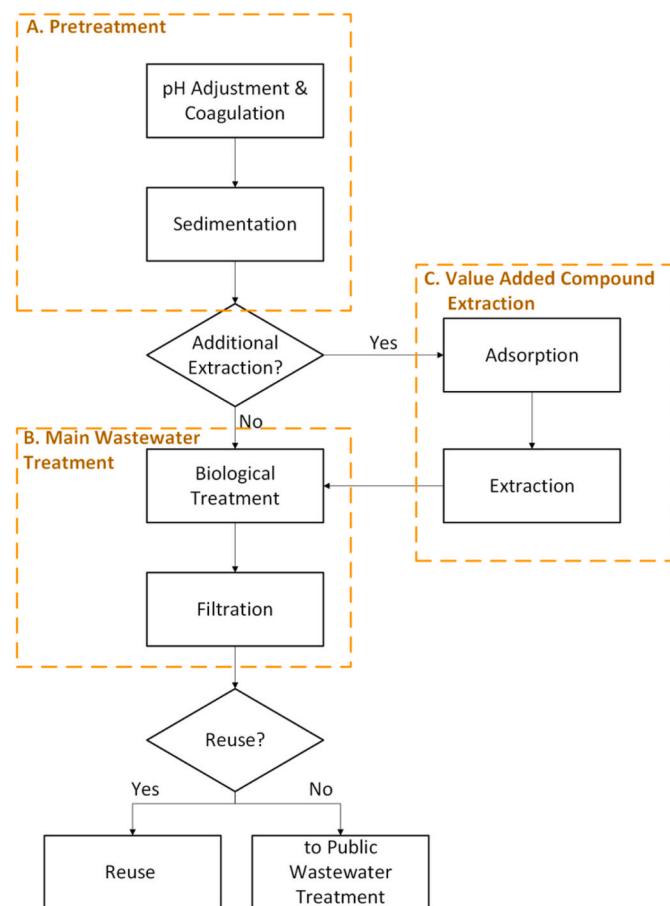 A. Pretreatment
pH Adjustment &
Coagulation
Sedimentation
C. Value Added Compound
Extraction
Additional
Extraction?
Yes
Adsorption
No
B. Main Wastewater
Treatment
Biological
Treatment
Extraction
Filtration
Reuse?
Yes
No
Reuse
to Public
Wastewater
Treatment